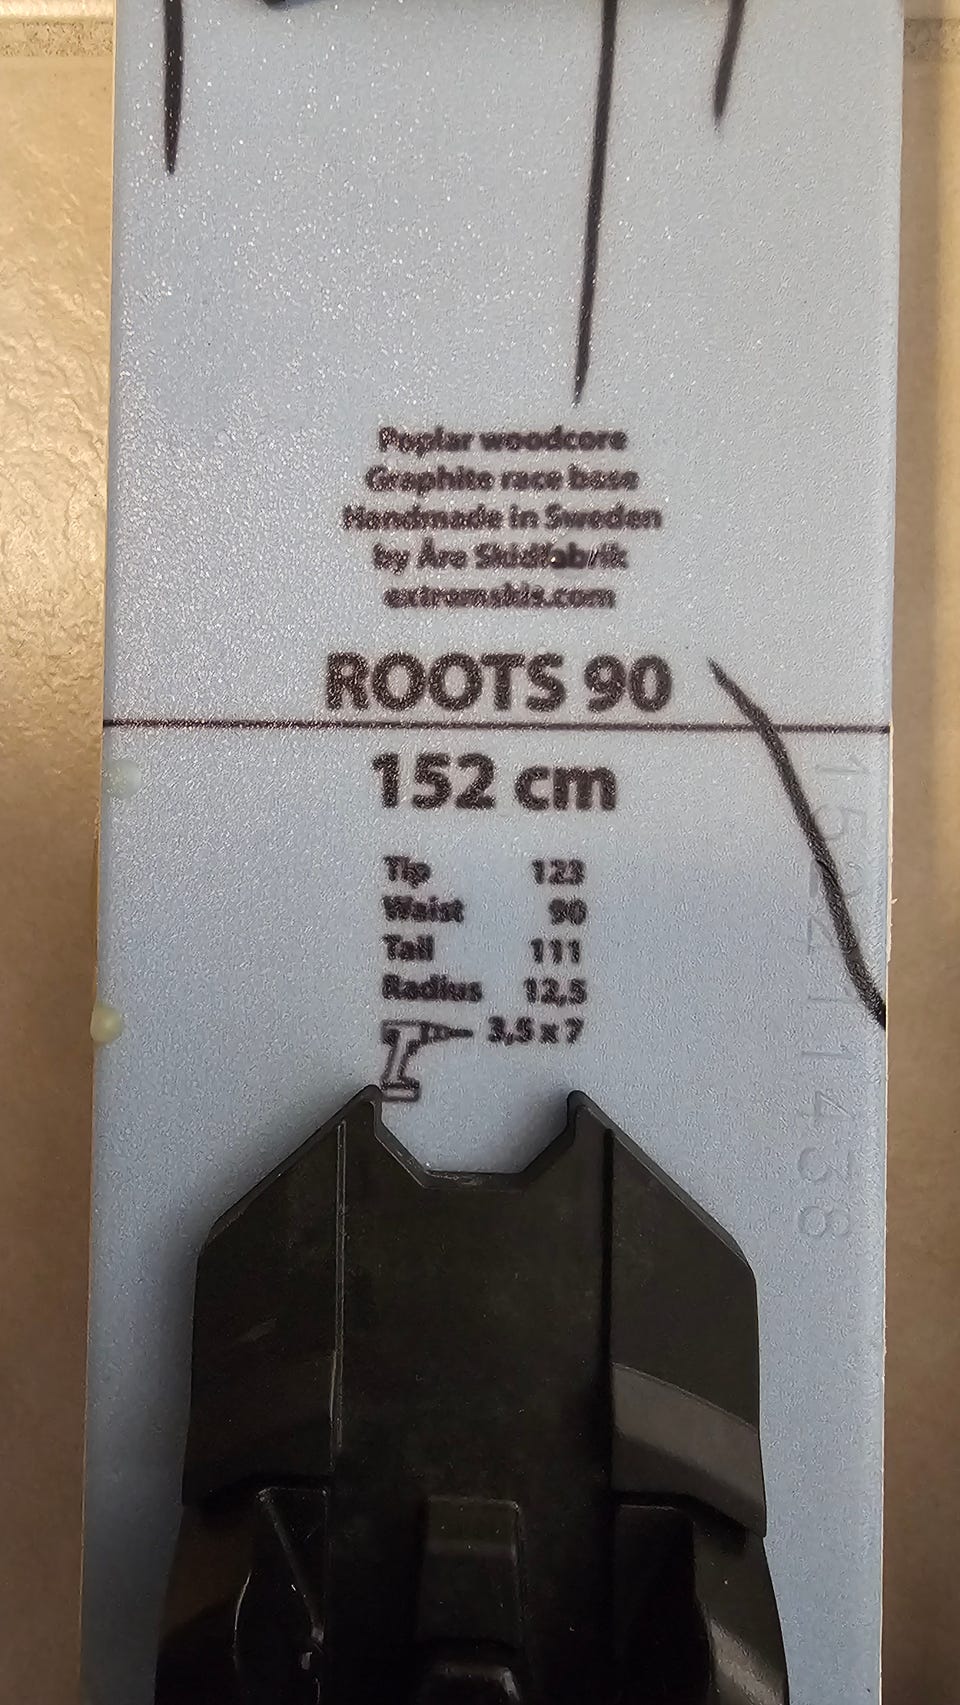 Poplar woodcore
Graphite race base
Handmade in Sweden
by Åre Skidfabrik
extremskis.com
ROOTS 90
152 cm
Tip 123
Waist 90
Tail 111
Radius 12,5
3,5 x 7
15211438